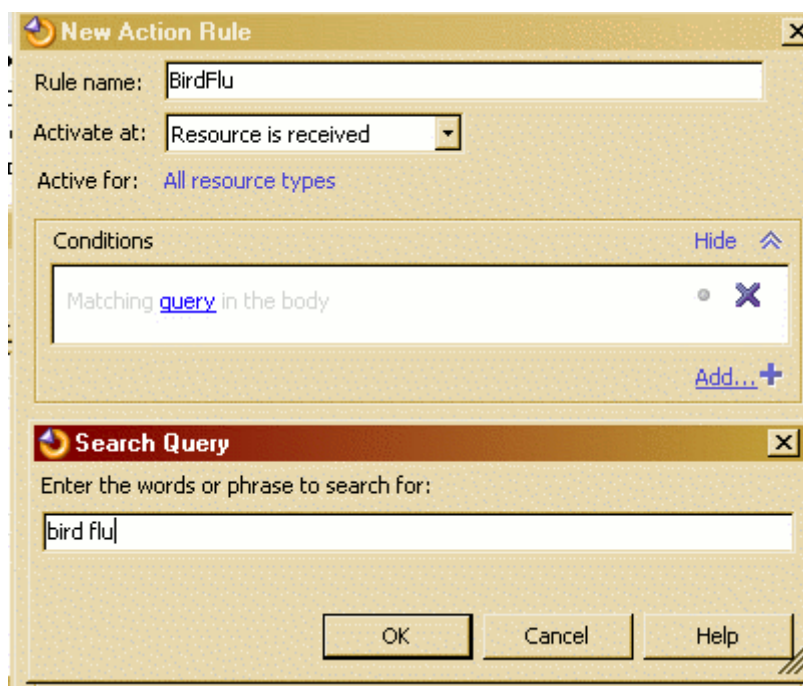 New Action Rule
Rule name: BirdFlu
Activate at: Resource is received
Active for: All resource types
Conditions Hide
Matching query in the body
Add...
Search Query
Enter the words or phrase to search for:
bird flu
OK Cancel Help